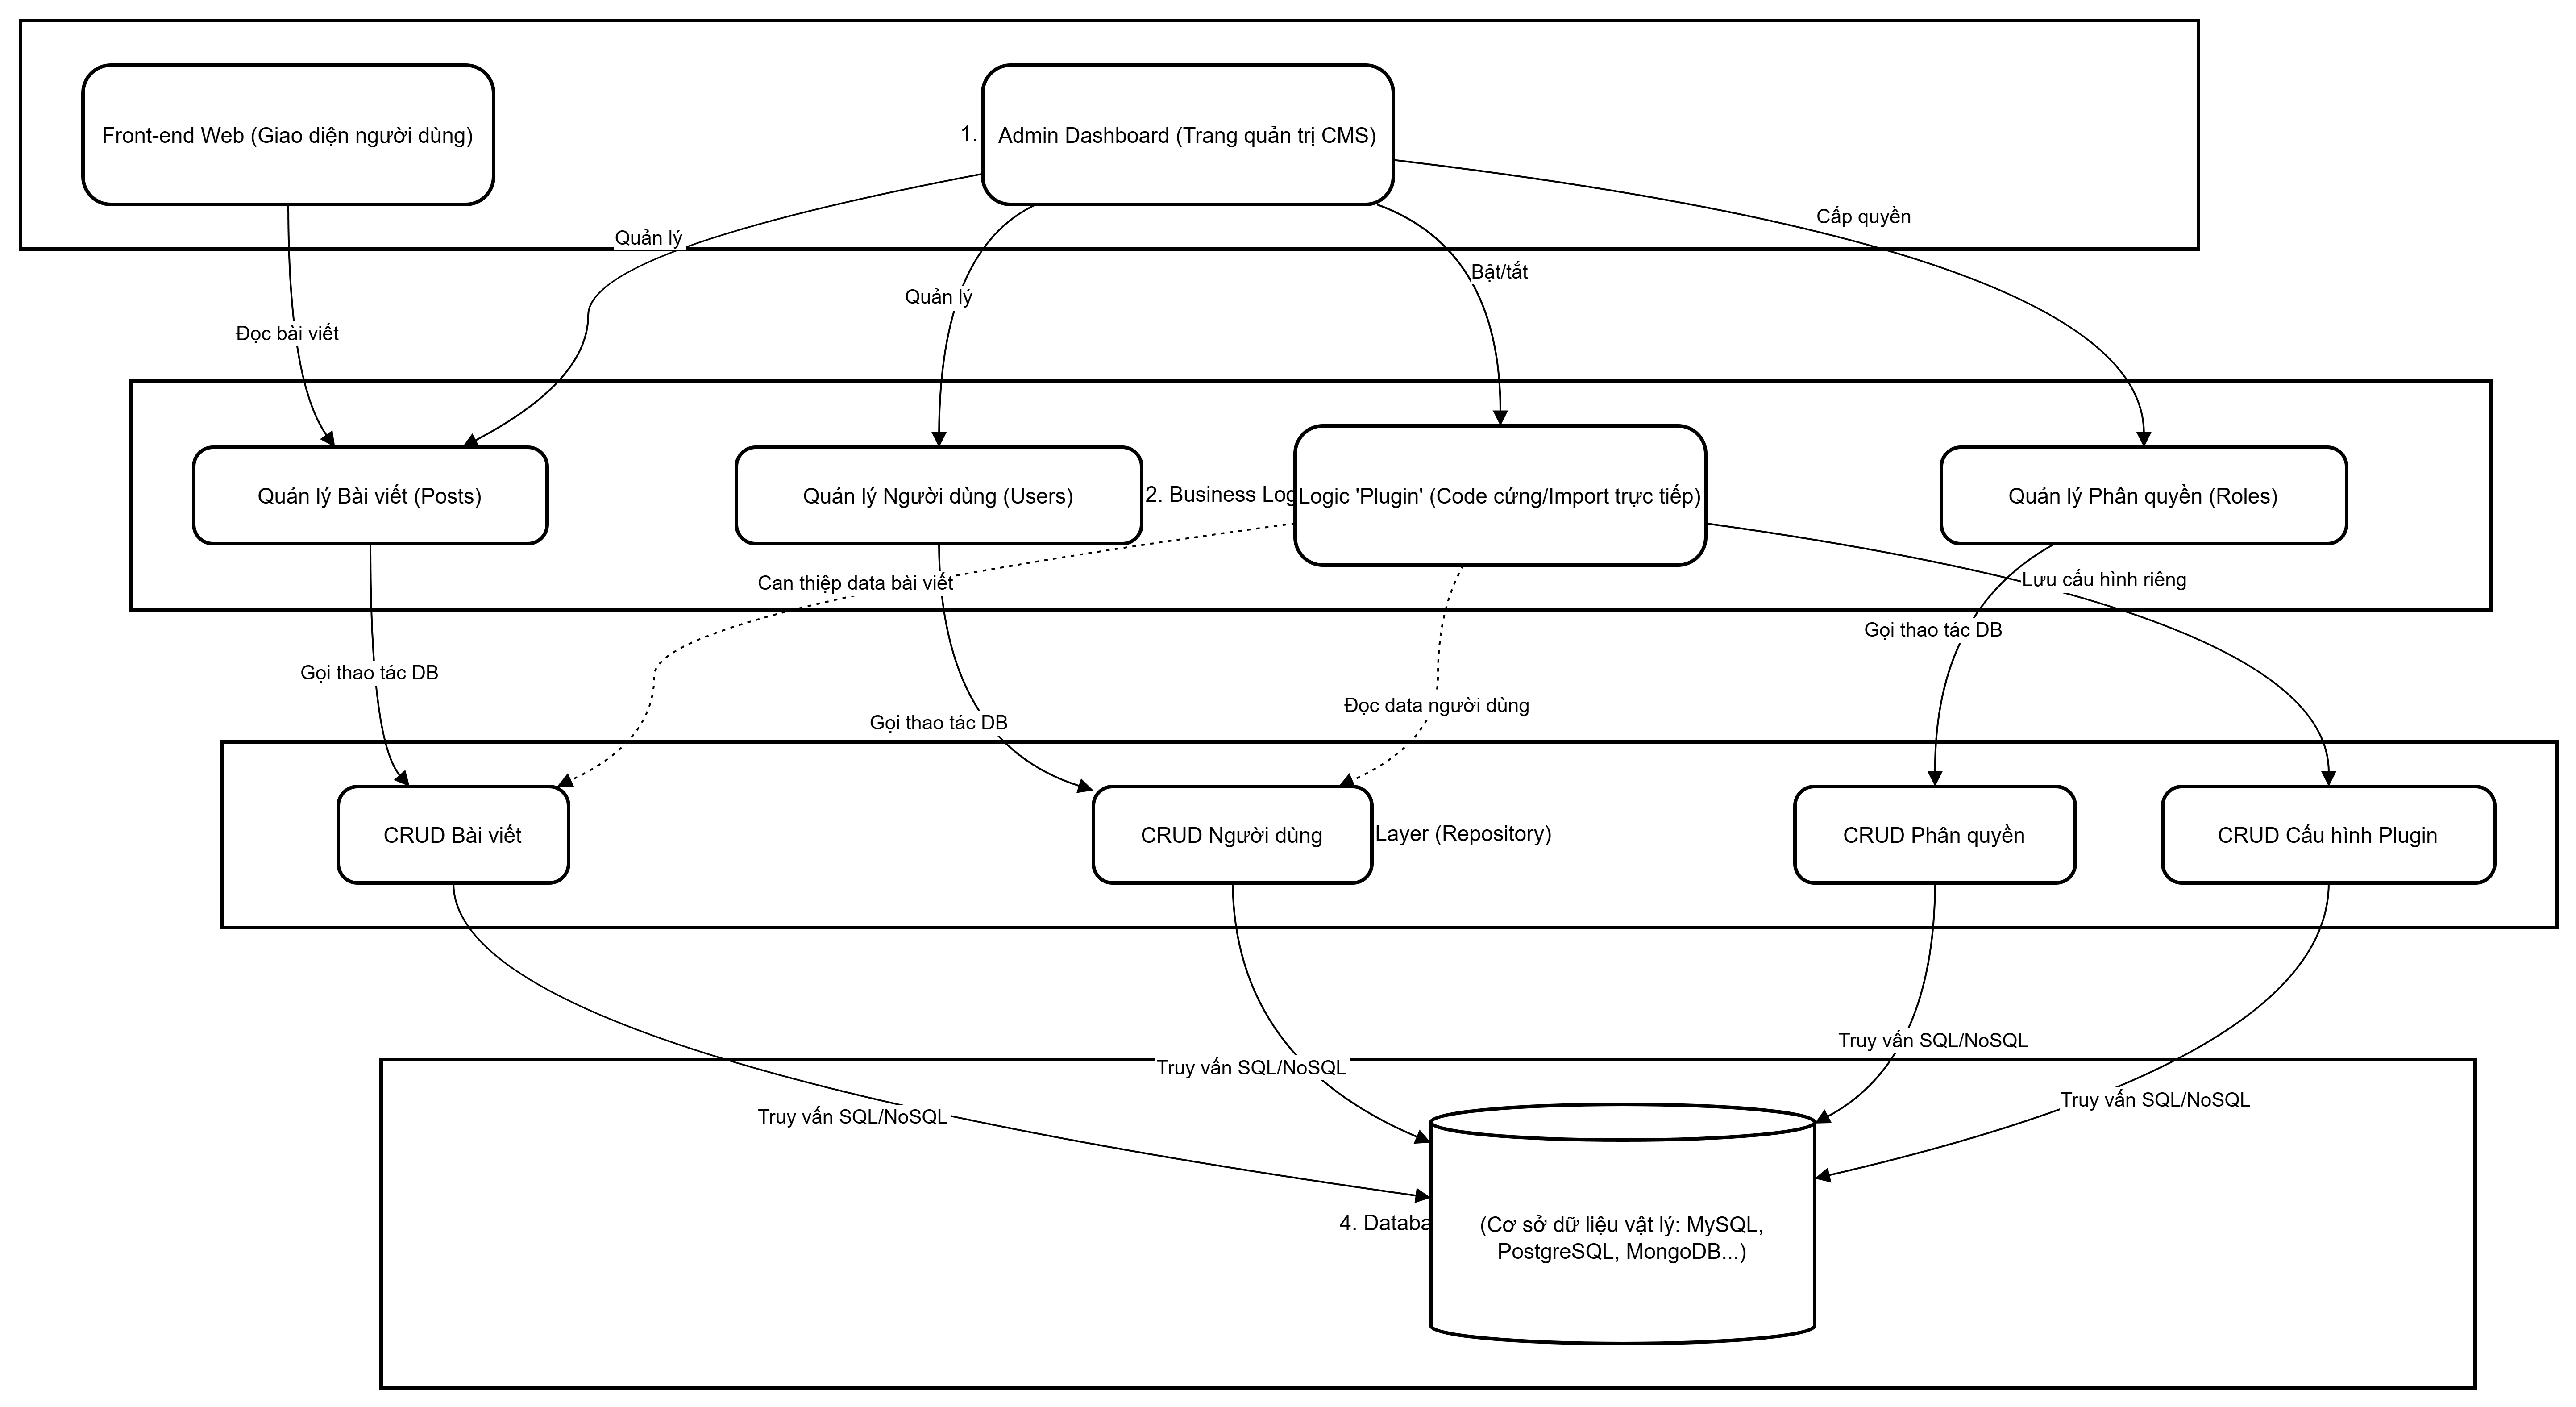 Front-end Web (Giao diện người dùng)
1.
Admin Dashboard (Trang quản trị CMS)
Cấp quyền
Quản lý
Bật/tắt
Quản lý
Đọc bài viết
Quản lý Bài viết (Posts)
Quản lý Người dùng (Users)
2. Business Log
Logic 'Plugin' (Code cứng/Import trực tiếp)
Quản lý Phân quyền (Roles)
Can thiệp data bài viết
Lưu cấu hình riêng
Gọi thao tác DB
Gọi thao tác DB
Đọc data người dùng
Gọi thao tác DB
CRUD Bài viết
CRUD Người dùng
Layer (Repository)
CRUD Phân quyền
CRUD Cấu hình Plugin
Truy vấn SQL/NoSQL
Truy vấn SQL/NoSQL
Truy vấn SQL/NoSQL
Truy vấn SQL/NoSQL
4. Databa
(Cơ sở dữ liệu vật lý: MySQL,
PostgreSQL, MongoDB...)